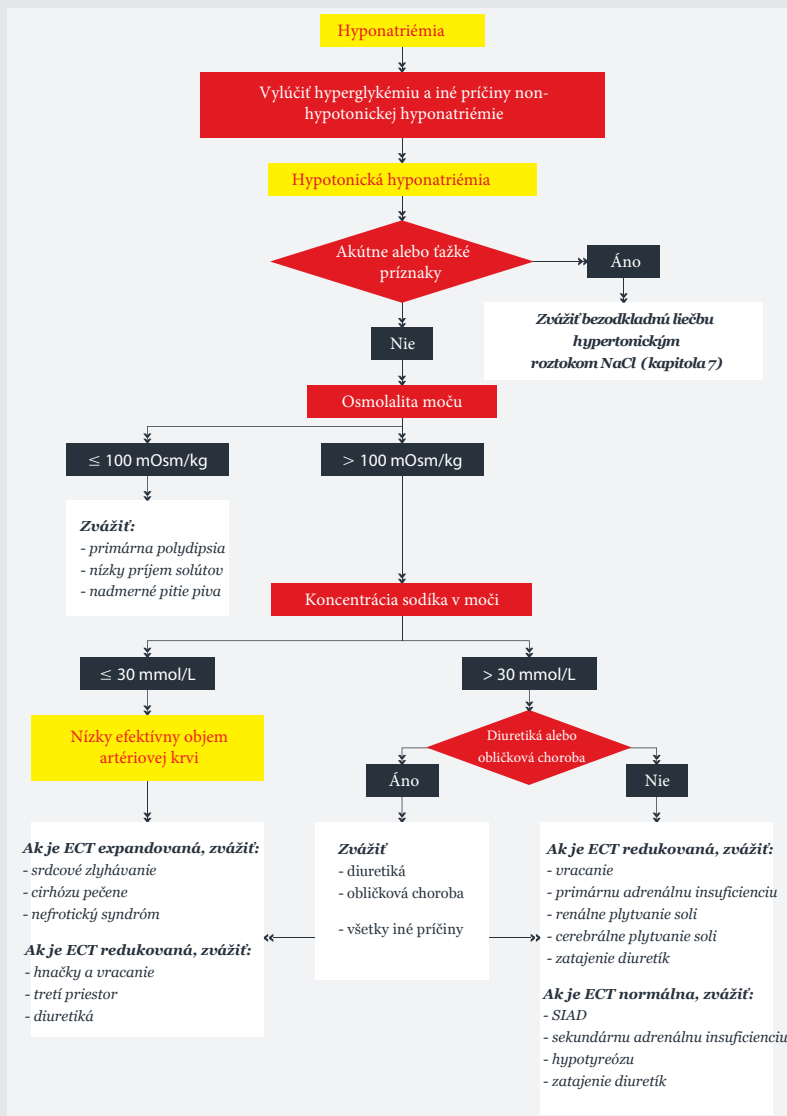 Hyponatriémia
Vylúčiť hyperglykémiu a iné príčiny non-
hypotonickej hyponatriémie
Hypotonická hyponatriémia
Akútne alebo ťažké
príznaky
Áno
Zvážiť bezodkladnú liečbu
hypertonickým
roztokom NaCl (kapitola 7)
Nie
Osmolalita moču
≤ 100 mOsm/kg
> 100 mOsm/kg
Zvážiť:
- primárna polydipsia
- nízky príjem solútov
- nadmerné pitie piva
Koncentrácia sodíka v moči
≤ 30 mmol/L
> 30 mmol/L
Nízky efektívny objem
artériovej krvi
Diuretiká alebo
obličková choroba
Áno
Nie
Ak je ECT expandovaná, zvážiť:
- srdcové zlyhávanie
- cirhózu pečene
- nefrotický syndróm
Ak je ECT redukovaná, zvážiť:
- hnačky a vracanie
- tretí priestor
- diuretiká
Zvážiť
- diuretiká
- obličková choroba
- všetky iné príčiny
Ak je ECT redukovaná, zvážiť:
- vracanie
- primárnu adrenálnu insuficienciu
- renálne plytvanie soli
- cerebrálne plytvanie soli
- zatajenie diuretík
Ak je ECT normálna, zvážiť:
- SIAD
- sekundárnu adrenálnu insuficienciu
- hypotyreózu
- zatajenie diuretík